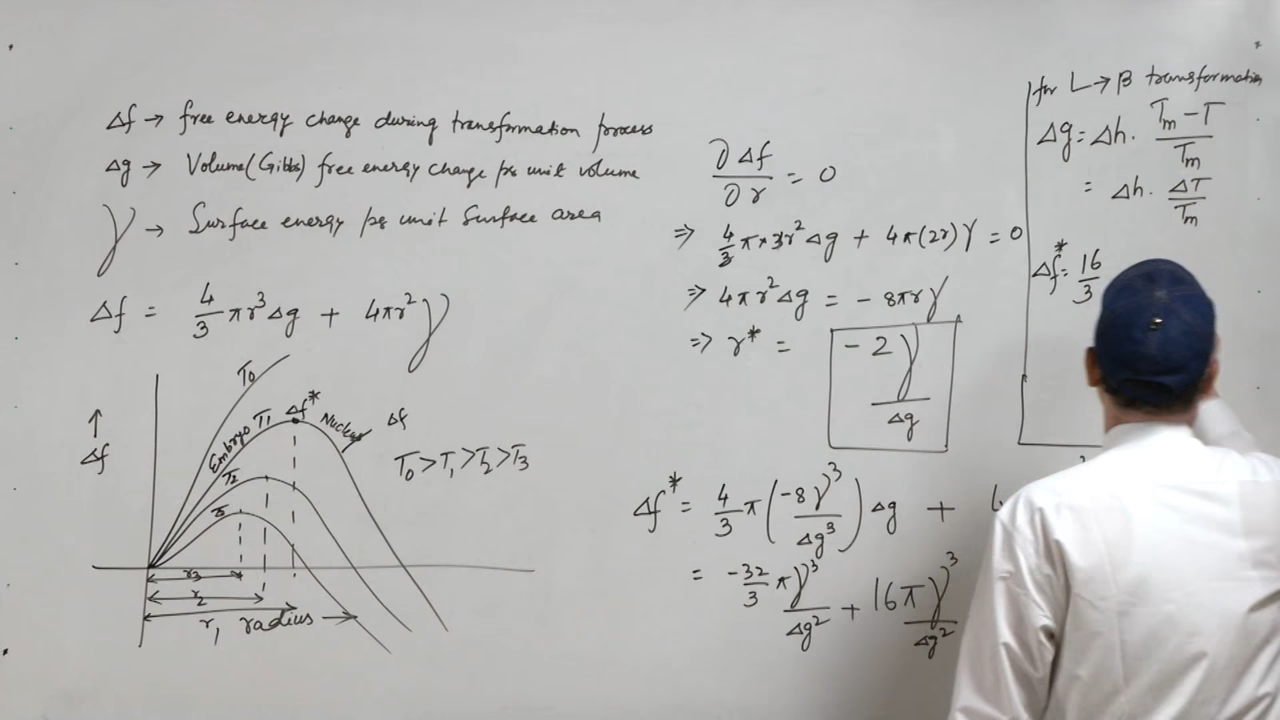 Δf → free energy change during transformation process
Δg → Volume (Gibbs) free energy change per unit volume
γ → Surface energy per unit Surface area
Δf = 4/3 πr³Δg + 4πr²γ
↑
Δf
T₀
Embryo T₁ Δf* Nucleus Δf
T₂
T₀ > T₁ > T₂ > T₃
r₃
r₂
r₁ radius →
∂Δf/∂r = 0
⇒ 4/3 π×3r²Δg + 4π(2r)γ = 0
⇒ 4πr²Δg = - 8πrγ
⇒ r* = -2γ/Δg
Δf* = 4/3 π(-8γ³/Δg³)Δg +
= -32/3 πγ³/Δg² + 16πγ³/Δg²
for L → β transformation
Δg = Δh. Tm-T/Tm
= Δh. ΔT/Tm
Δf* = 16/3